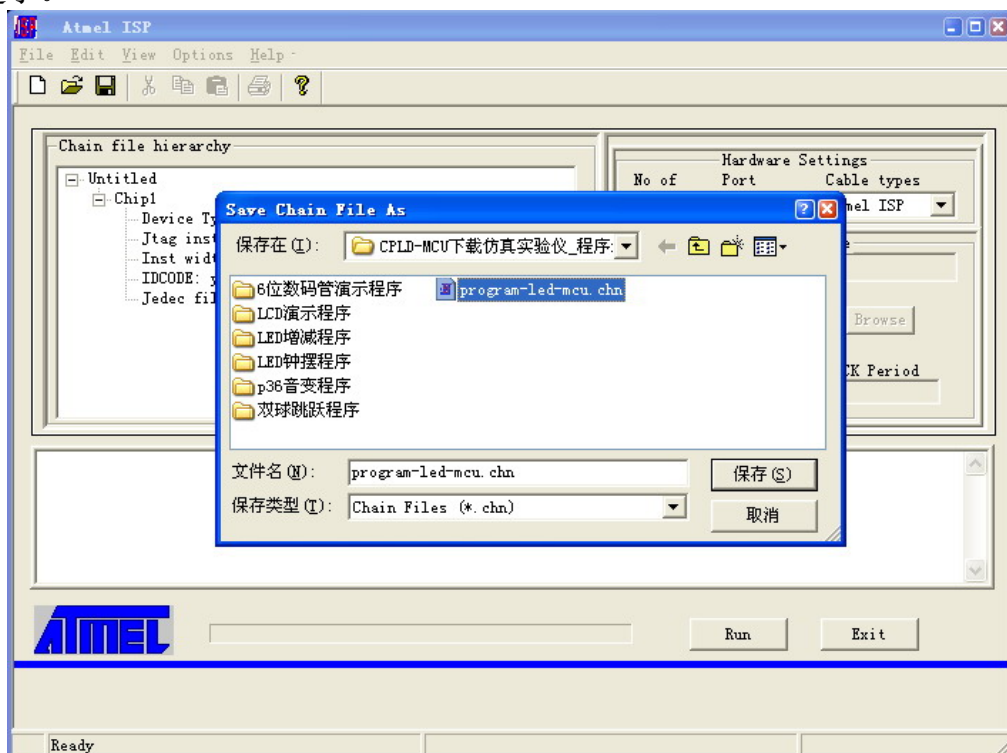 Atmel ISP
File Edit View Options Help
Chain file hierarchy
Untitled
Chip1
Device Ty
Jtag inst
Inst widt
IDCODE: y
Jedec fil
Hardware Settings
No of Port Cable types
mel ISP
Browse
CK Period
Save Chain File As
保存在(I):
CPLD-MCU下载仿真实验仪_程序
6位数码管演示程序 program-led-mcu.chn
LCD演示程序
LED增减程序
LED钟摆程序
p36音变程序
双球跳跃程序
文件名(N): program-led-mcu.chn 保存(S)
保存类型(T): Chain Files (*.chn) 取消
ATMEL
Run Exit
Ready